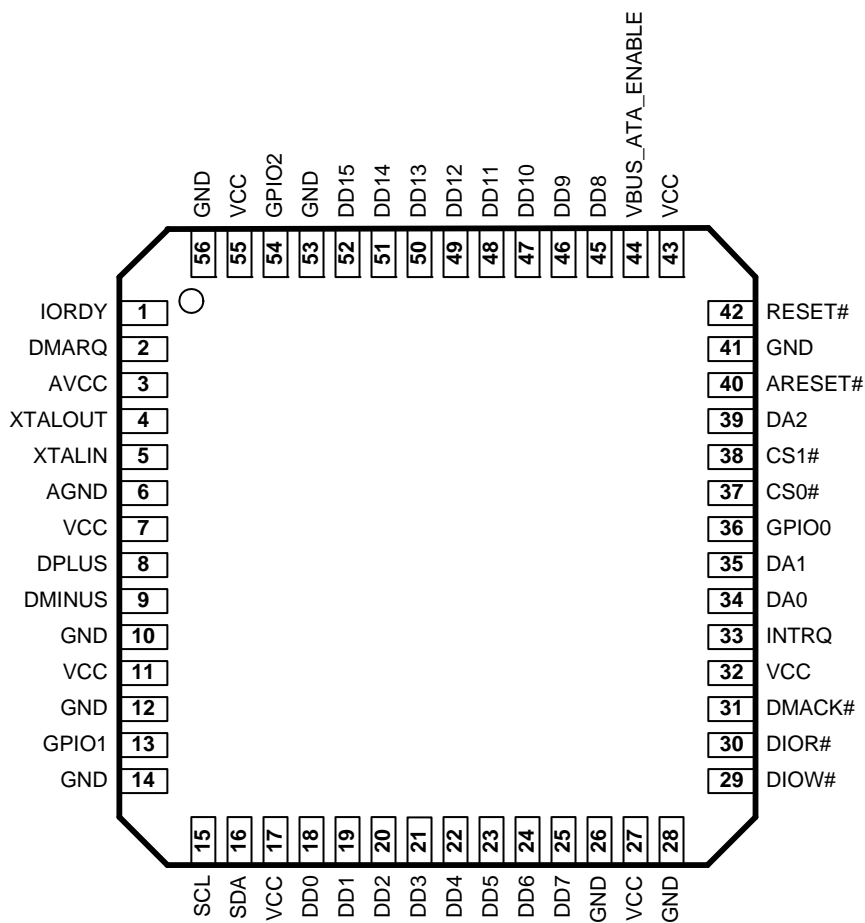 VBUS_ATA_ENABLE
GND VCC GPIO2 GND DD15 DD14 DD13 DD12 DD11 DD10 DD9 DD8 VCC
56 55 54 53 52 51 50 49 48 47 46 45 44 43
IORDY 1 42 RESET#
DMARQ 2 41 GND
AVCC 3 40 ARESET#
XTALOUT 4 39 DA2
XTALIN 5 38 CS1#
AGND 6 37 CS0#
VCC 7 36 GPIO0
DPLUS 8 35 DA1
DMINUS 9 34 DA0
GND 10 33 INTRQ
VCC 11 32 VCC
GND 12 31 DMACK#
GPIO1 13 30 DIOR#
GND 14 29 DIOW#
15 16 17 18 19 20 21 22 23 24 25 26 27 28
SCL SDA VCC DD0 DD1 DD2 DD3 DD4 DD5 DD6 DD7 GND VCC GND